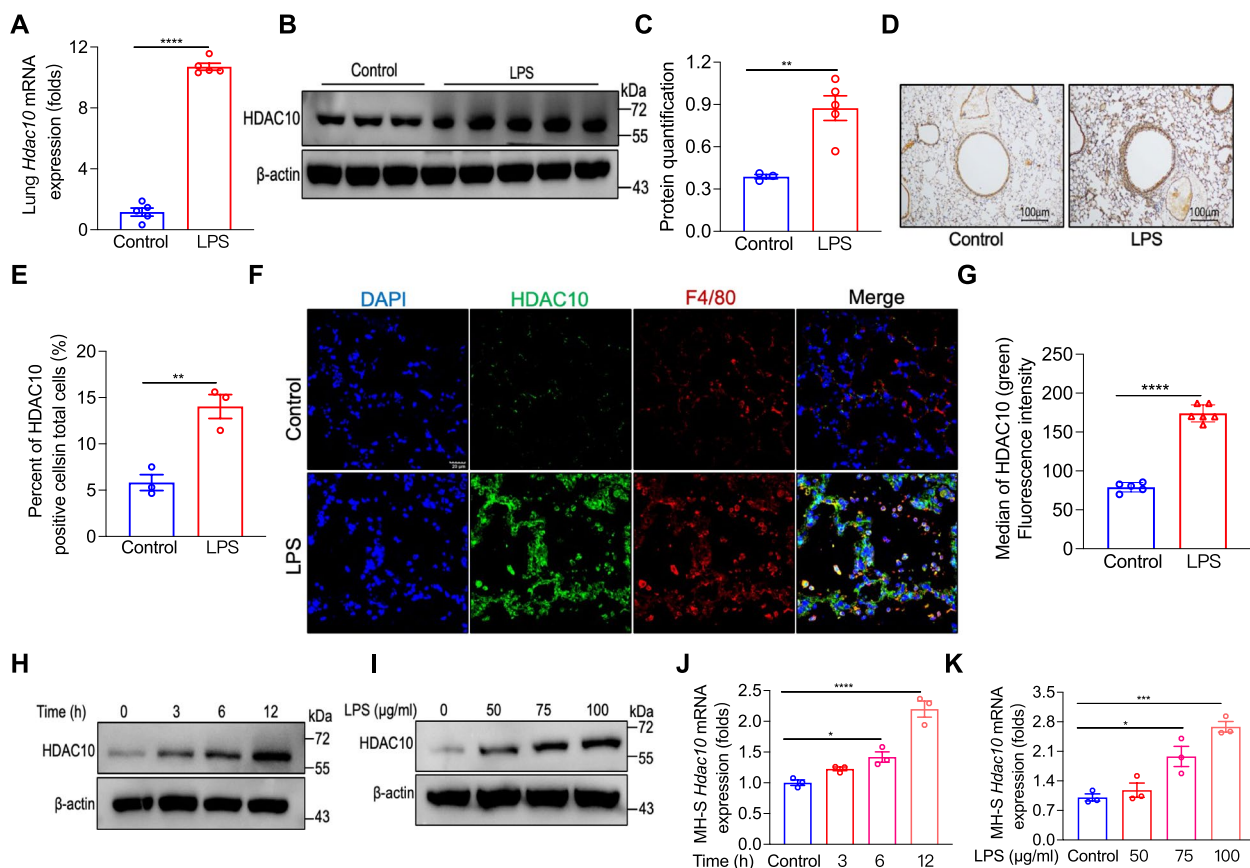 A
Lung Hdac10 mRNA
expression (folds)
12
8
4
0
****
Control
LPS
B
Control
LPS
kDa
HDAC10
72
55
β-actin
43
C
Protein quantification
1.2
0.9
0.6
0.3
0.0
**
Control
LPS
D
100μm
100μm
Control
LPS
E
Percent of HDAC10
positive cellsin total cells (%)
20
15
10
5
0
**
Control
LPS
F
DAPI
HDAC10
F4/80
Merge
Control
20 μm
LPS
G
Median of HDAC10 (green)
Fluorescence intensity
250
200
150
100
50
0
****
Control
LPS
H
Time (h)
0
3
6
12
kDa
HDAC10
72
55
β-actin
43
I
LPS (μg/ml)
0
50
75
100
kDa
HDAC10
72
55
β-actin
43
J
MH-S Hdac10 mRNA
expression (folds)
2.5
2.0
1.5
1.0
0.5
0.0
****
*
Time (h)
Control
3
6
12
K
MH-S Hdac10 mRNA
expression (folds)
3.5
2.8
2.1
1.4
0.7
0.0
***
*
LPS (μg/ml)
Control
50
75
100